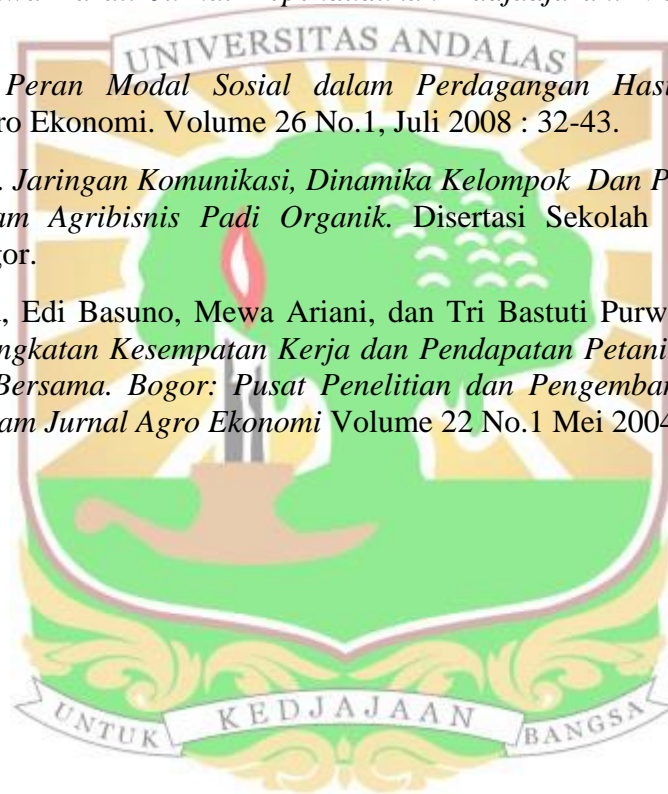 UNIVERSITAS ANDALAS
Peran Modal Sosial dalam Perdagangan Has
ro Ekonomi. Volume 26 No.1, Juli 2008 : 32-43.
. Jaringan Komunikasi, Dinamika Kelompok Dan P
am Agribisnis Padi Organik. Disertasi Sekolah
gor.
, Edi Basuno, Mewa Ariani, dan Tri Bastuti Purw
ngkatan Kesempatan Kerja dan Pendapatan Petani
Bersama. Bogor: Pusat Penelitian dan Pengemban
am Jurnal Agro Ekonomi Volume 22 No.1 Mei 2004
UNTUK KEDJAJAAN BANGSA